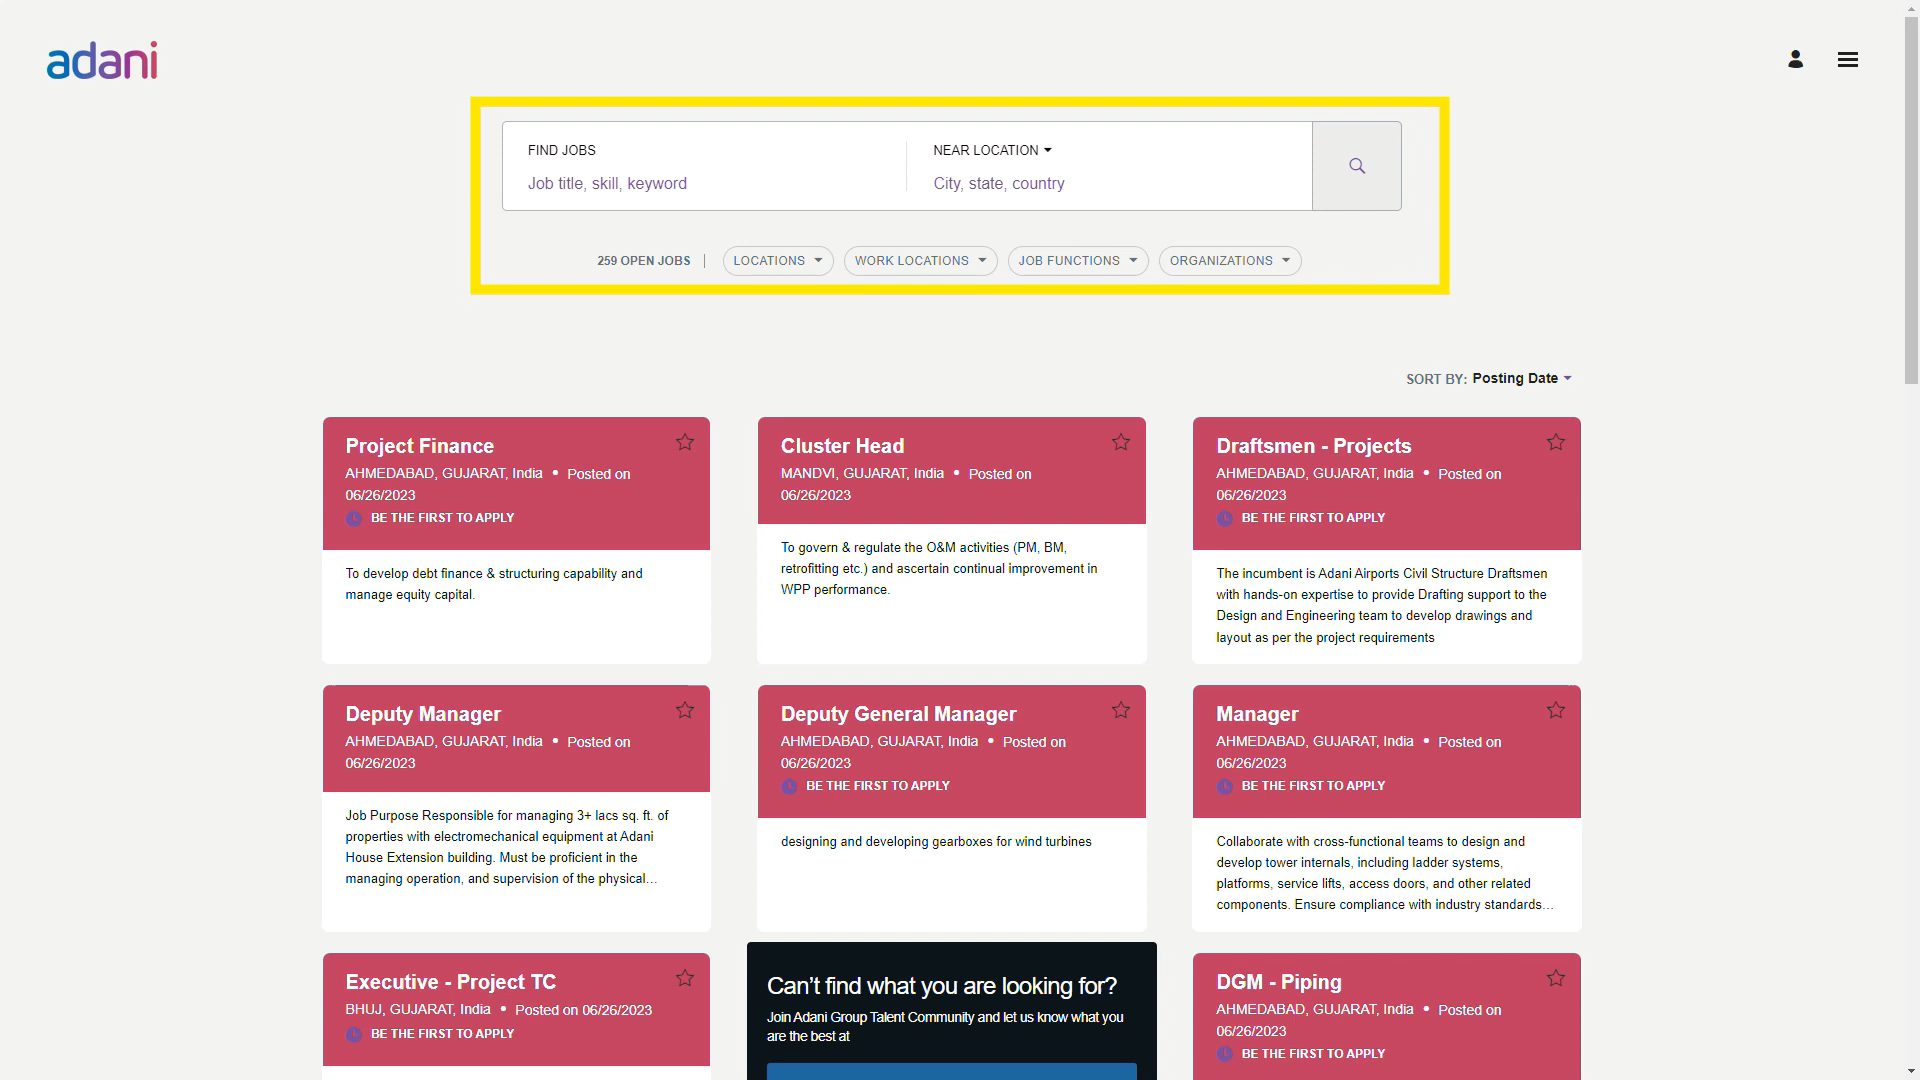 adani
FIND JOBS
Job title, skill, keyword
NEAR LOCATION
City, state, country
259 OPEN JOBS |
LOCATIONS
WORK LOCATIONS
JOB FUNCTIONS
ORGANIZATIONS
SORT BY: Posting Date
Project Finance
AHMEDABAD, GUJARAT, India • Posted on
06/26/2023
BE THE FIRST TO APPLY
To develop debt finance & structuring capability and
manage equity capital.
Cluster Head
MANDVI, GUJARAT, India • Posted on
06/26/2023
To govern & regulate the O&M activities (PM, BM,
retrofitting etc.) and ascertain continual improvement in
WPP performance.
Draftsmen - Projects
AHMEDABAD, GUJARAT, India • Posted on
06/26/2023
BE THE FIRST TO APPLY
The incumbent is Adani Airports Civil Structure Draftsmen
with hands-on expertise to provide Drafting support to the
Design and Engineering team to develop drawings and
layout as per the project requirements
Deputy Manager
AHMEDABAD, GUJARAT, India • Posted on
06/26/2023
Job Purpose Responsible for managing 3+ lacs sq. ft. of
properties with electromechanical equipment at Adani
House Extension building. Must be proficient in the
managing operation, and supervision of the physical…
Deputy General Manager
AHMEDABAD, GUJARAT, India • Posted on
06/26/2023
BE THE FIRST TO APPLY
designing and developing gearboxes for wind turbines
Manager
AHMEDABAD, GUJARAT, India • Posted on
06/26/2023
BE THE FIRST TO APPLY
Collaborate with cross-functional teams to design and
develop tower internals, including ladder systems,
platforms, service lifts, access doors, and other related
components. Ensure compliance with industry standards…
Executive - Project TC
BHUJ, GUJARAT, India • Posted on 06/26/2023
BE THE FIRST TO APPLY
Can't find what you are looking for?
Join Adani Group Talent Community and let us know what you
are the best at
DGM - Piping
AHMEDABAD, GUJARAT, India • Posted on
06/26/2023
BE THE FIRST TO APPLY